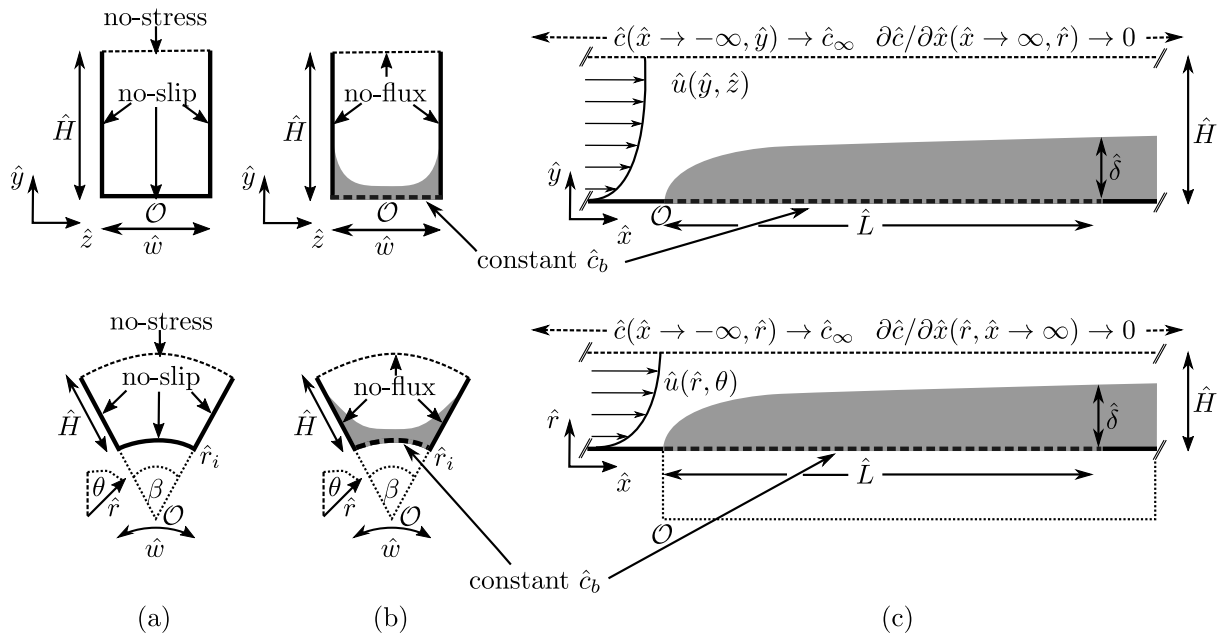 no-stress
no-slip
Ĥ
ŷ
ẑ
𝒪
ŵ
no-flux
Ĥ
ŷ
ẑ
𝒪
ŵ
constant ĉ_b
ĉ(x̂ → −∞, ŷ) → ĉ_∞ ∂ĉ/∂x̂(x̂ → ∞, r̂) → 0
û(ŷ, ẑ)
Ĥ
δ̂
ŷ
𝒪
x̂
L̂
no-stress
no-slip
Ĥ
r̂_i
θ
r̂
β
𝒪
ŵ
no-flux
Ĥ
r̂_i
θ
r̂
β
𝒪
ŵ
constant ĉ_b
ĉ(x̂ → −∞, r̂) → ĉ_∞ ∂ĉ/∂x̂(r̂, x̂ → ∞) → 0
û(r̂, θ)
Ĥ
δ̂
r̂
x̂
L̂
𝒪
(a)
(b)
(c)